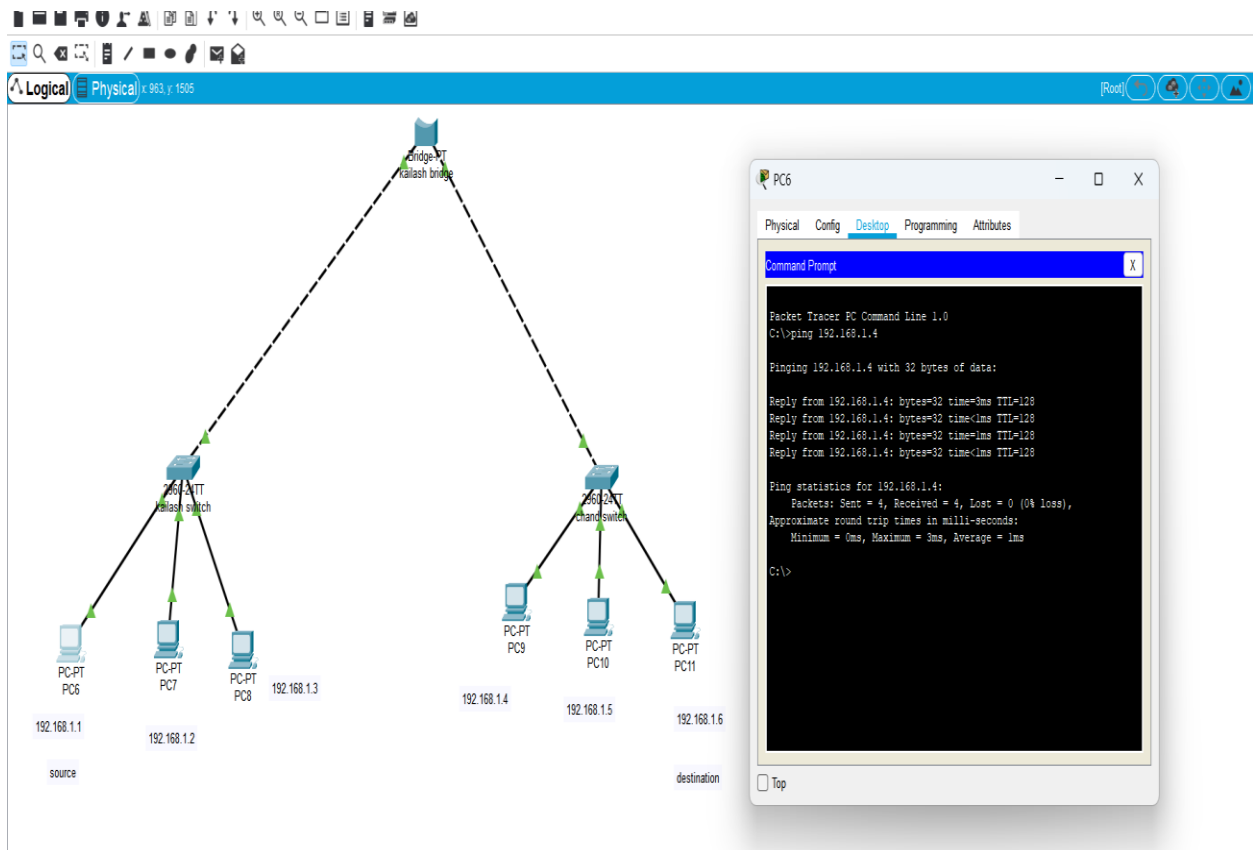 Logical
Physical
x: 963, y: 1505
[Root]
Bridge-PT
kailash bridge
2960-24TT
kailash switch
2960-24TT
chand switch
PC-PT
PC6
PC-PT
PC7
PC-PT
PC8
PC-PT
PC9
PC-PT
PC10
PC-PT
PC11
192.168.1.1
192.168.1.2
192.168.1.3
192.168.1.4
192.168.1.5
192.168.1.6
source
destination
PC6
Physical Config Desktop Programming Attributes
Command Prompt
X
Packet Tracer PC Command Line 1.0
C:\>ping 192.168.1.4
Pinging 192.168.1.4 with 32 bytes of data:
Reply from 192.168.1.4: bytes=32 time=3ms TTL=128
Reply from 192.168.1.4: bytes=32 time<1ms TTL=128
Reply from 192.168.1.4: bytes=32 time=1ms TTL=128
Reply from 192.168.1.4: bytes=32 time<1ms TTL=128
Ping statistics for 192.168.1.4:
Packets: Sent = 4, Received = 4, Lost = 0 (0% loss),
Approximate round trip times in milli-seconds:
Minimum = 0ms, Maximum = 3ms, Average = 1ms
C:\>
Top